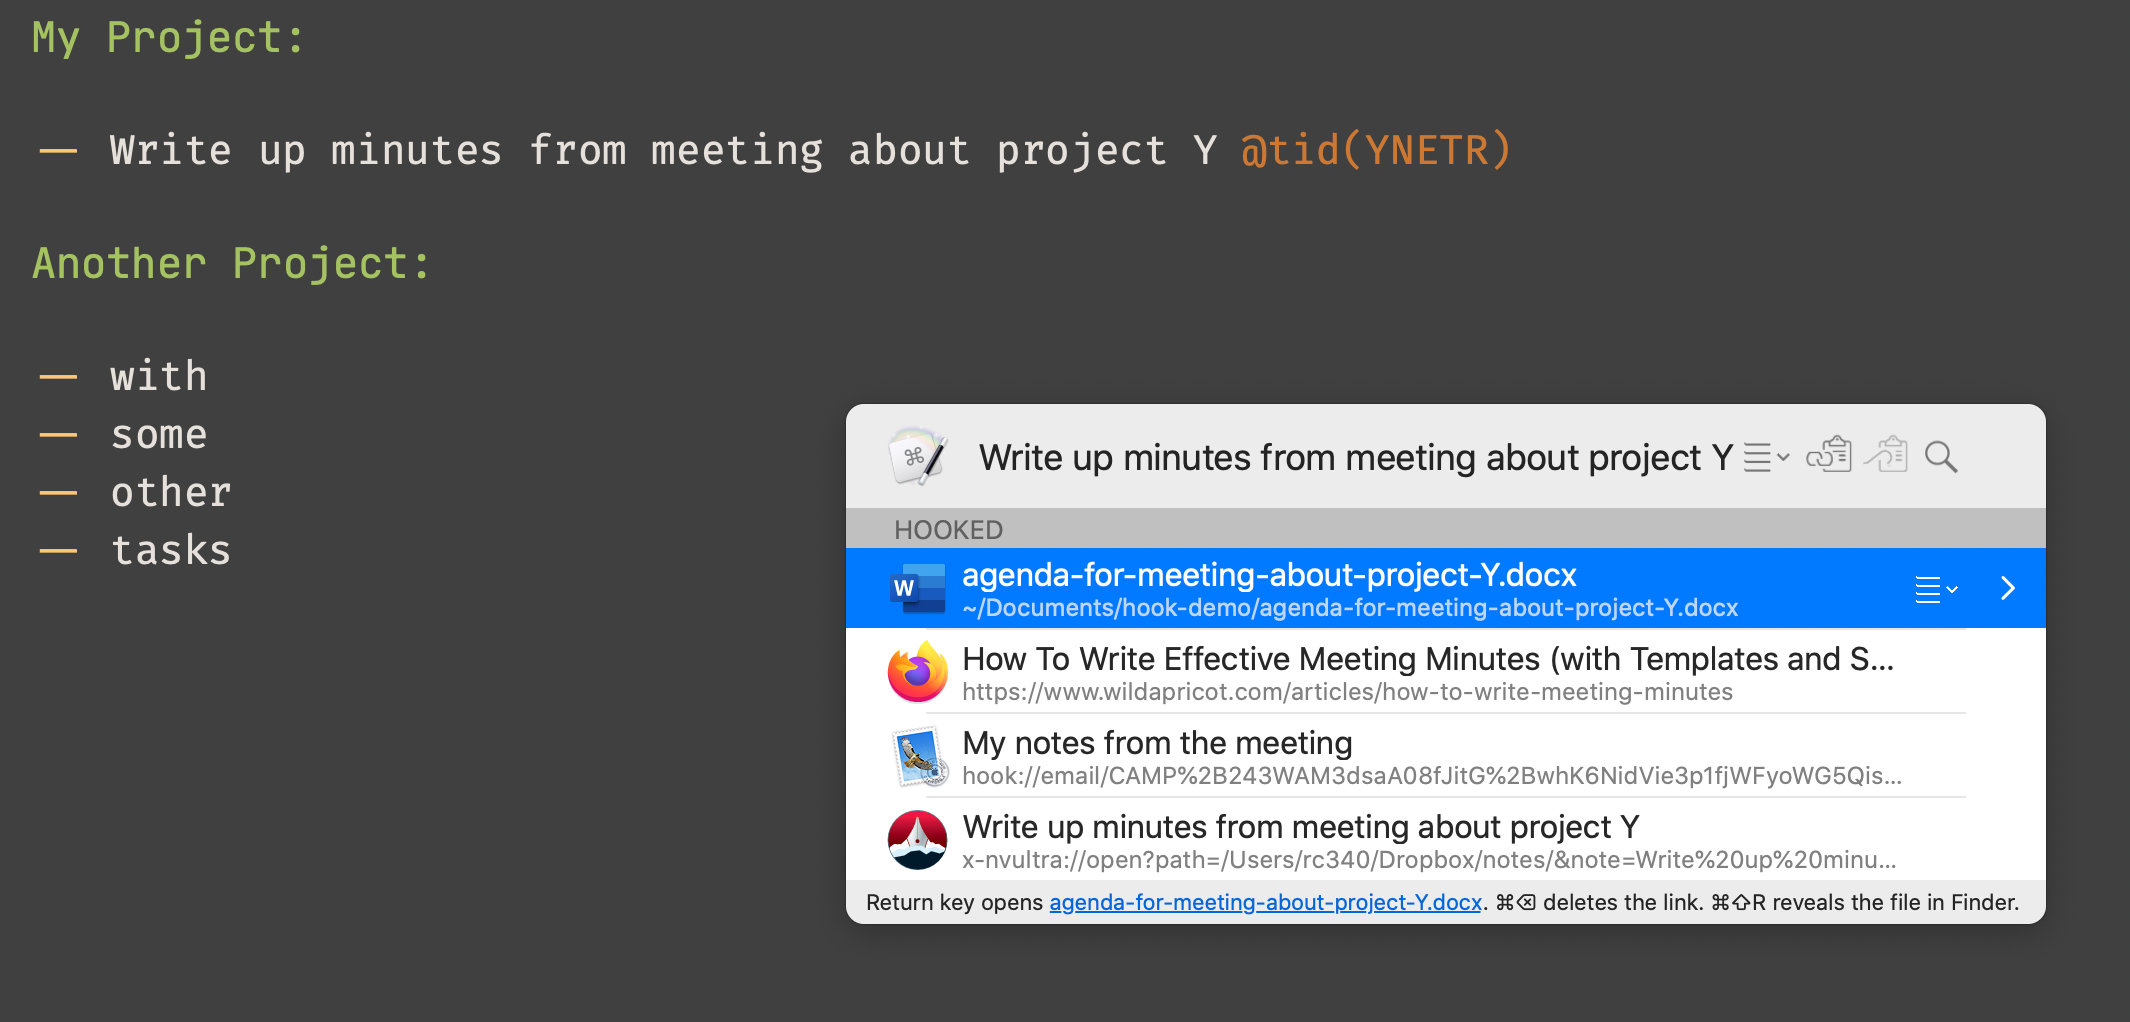 My Project:
— Write up minutes from meeting about project Y @tid(YNETR)
Another Project:
— with
— some
— other
— tasks
Write up minutes from meeting about project Y
HOOKED
agenda-for-meeting-about-project-Y.docx
~/Documents/hook-demo/agenda-for-meeting-about-project-Y.docx
How To Write Effective Meeting Minutes (with Templates and S...
https://www.wildapricot.com/articles/how-to-write-meeting-minutes
My notes from the meeting
hook://email/CAMP%2B243WAM3dsaA08fJitG%2BwhK6NidVie3p1fjWFyoWG5Qis...
Write up minutes from meeting about project Y
x-nvultra://open?path=/Users/rc340/Dropbox/notes/&note=Write%20up%20minu...
Return key opens agenda-for-meeting-about-project-Y.docx. ⌘⌫ deletes the link. ⌘⇧R reveals the file in Finder.